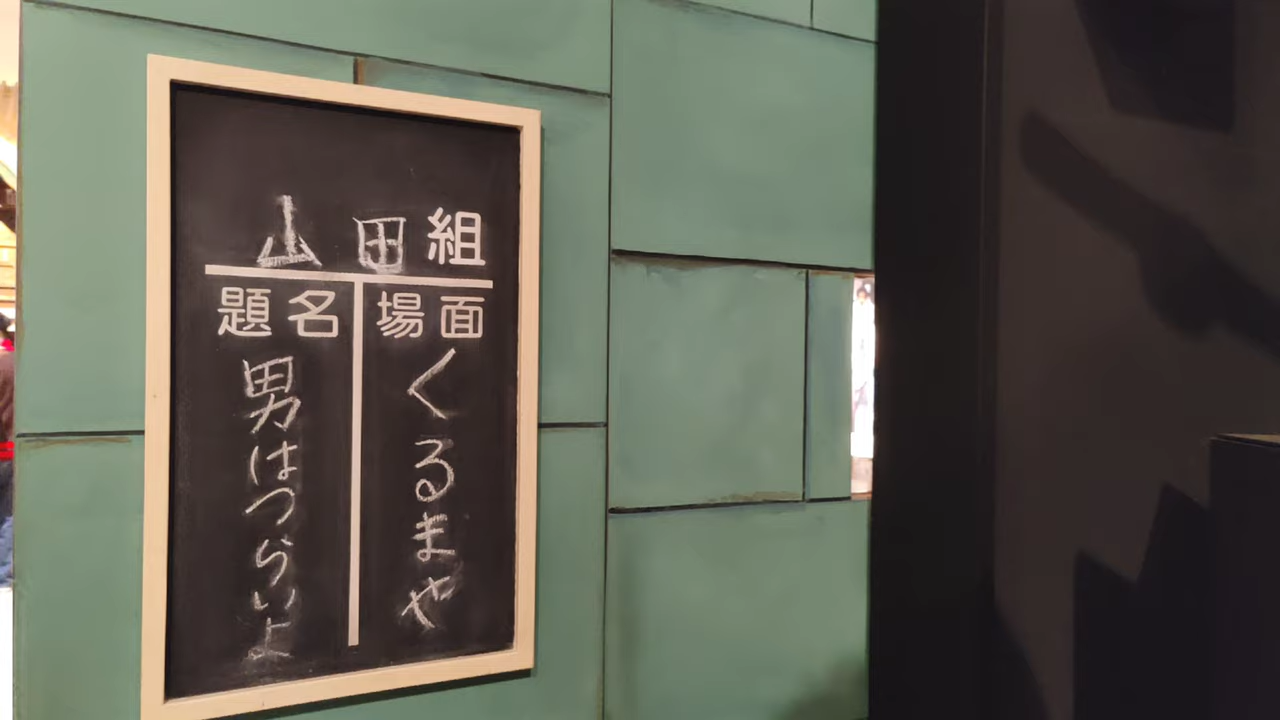 山田組
題名
男はつらいよ
場面
くるまや